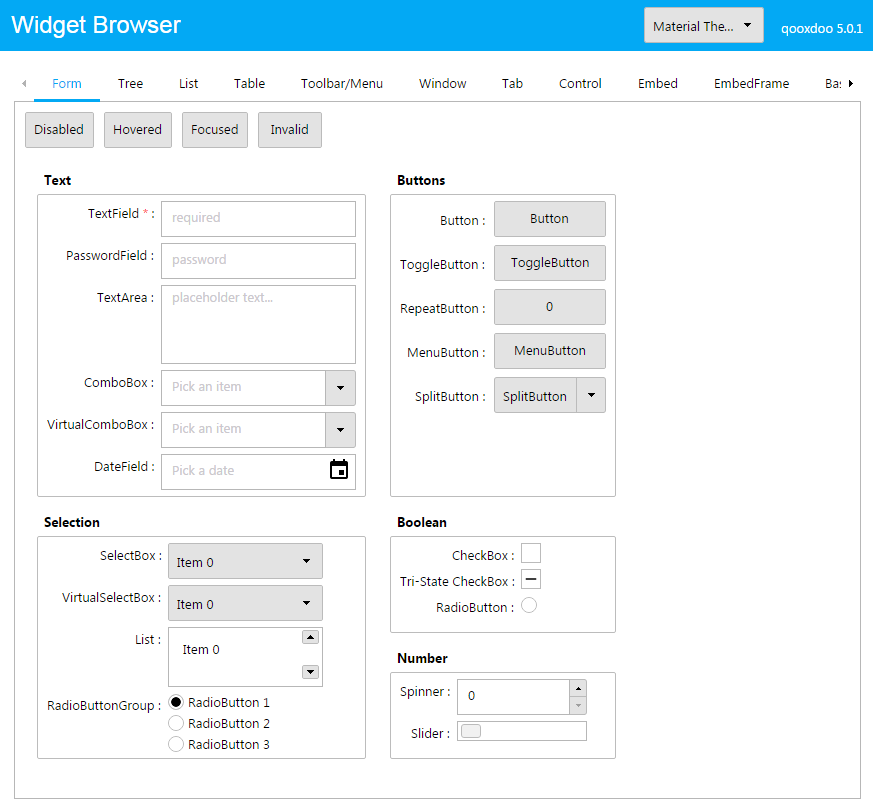 Widget Browser
Material The...
qooxdoo 5.0.1
Form Tree List Table Toolbar/Menu Window Tab Control Embed EmbedFrame Ba
Disabled Hovered Focused Invalid
Text
TextField * : required
PasswordField : password
TextArea : placeholder text...
ComboBox : Pick an item
VirtualComboBox : Pick an item
DateField : Pick a date
Buttons
Button : Button
ToggleButton : ToggleButton
RepeatButton : 0
MenuButton : MenuButton
SplitButton : SplitButton
Selection
SelectBox : Item 0
VirtualSelectBox : Item 0
List : Item 0
RadioButtonGroup : RadioButton 1
RadioButton 2
RadioButton 3
Boolean
CheckBox :
Tri-State CheckBox :
RadioButton :
Number
Spinner : 0
Slider :